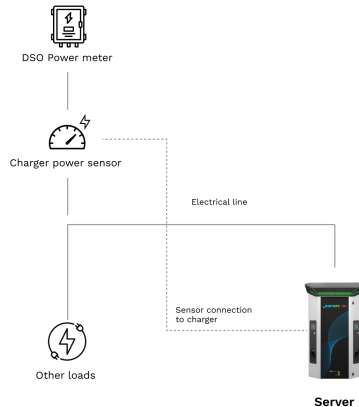 DSO Power meter
Charger power sensor
Electrical line
Sensor connection
to charger
Other loads
Server